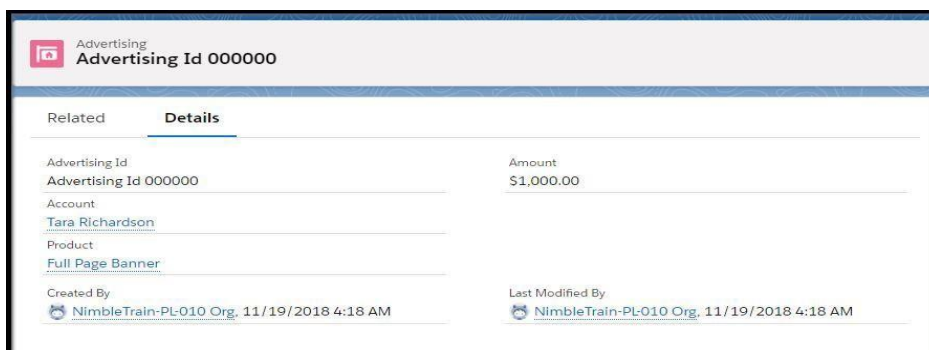 Advertising
Advertising Id 000000
Related Details
Advertising Id
Advertising Id 000000
Amount
$1,000.00
Account
Tara Richardson
Product
Full Page Banner
Created By
NimbleTrain-PL-010 Org, 11/19/2018 4:18 AM
Last Modified By
NimbleTrain-PL-010 Org, 11/19/2018 4:18 AM